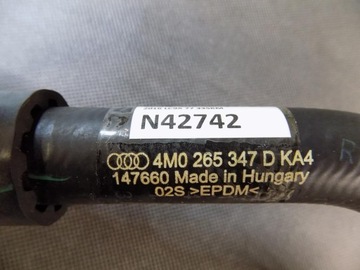 N42742
4M0 265 347 D KA4
147660 Made in Hungary
02S >EPDM<